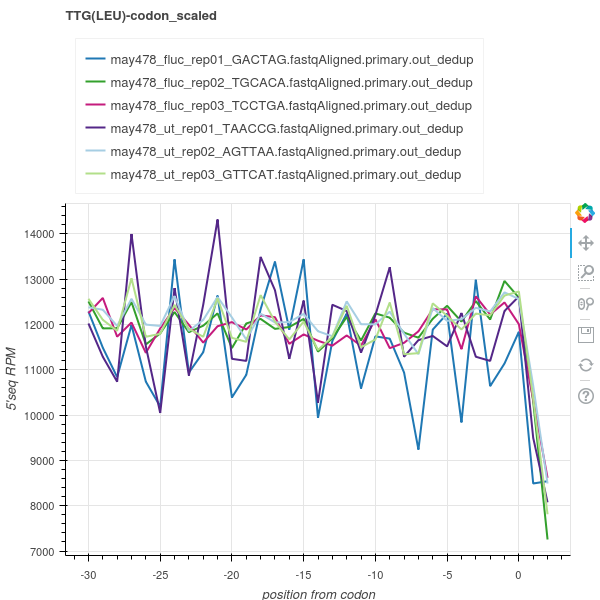 TTG(LEU)-codon_scaled
may478_fluc_rep01_GACTAG.fastqAligned.primary.out_dedup
may478_fluc_rep02_TGCACA.fastqAligned.primary.out_dedup
may478_fluc_rep03_TCCTGA.fastqAligned.primary.out_dedup
may478_ut_rep01_TAACCG.fastqAligned.primary.out_dedup
may478_ut_rep02_AGTTAA.fastqAligned.primary.out_dedup
may478_ut_rep03_GTTCAT.fastqAligned.primary.out_dedup
14000
13000
12000
11000
10000
9000
8000
7000
5'seq RPM
-30 -25 -20 -15 -10 -5 0
position from codon